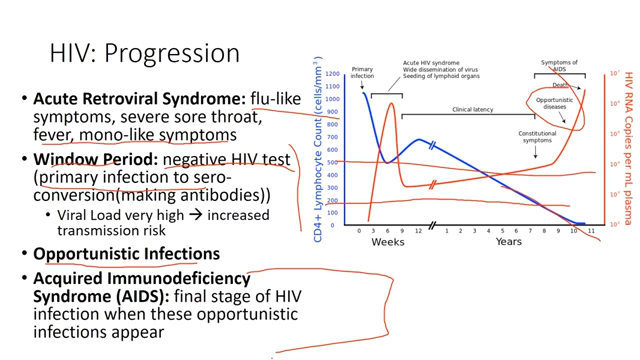 HIV: Progression
• Acute Retroviral Syndrome: flu-like
symptoms, severe sore throat,
fever, mono-like symptoms
• Window Period: negative HIV test
(primary infection to sero-
conversion(making antibodies))
• Viral Load very high → increased
transmission risk
• Opportunistic Infections
• Acquired Immunodeficiency
Syndrome (AIDS): final stage of HIV
infection when these opportunistic
infections appear
CD4+ Lymphocyte Count (cells/mm³)
1200
1100
1000
900
800
700
600
500
400
300
200
100
0
Primary
infection
Acute HIV syndrome
Wide dissemination of virus
Seeding of lymphoid organs
Clinical latency
Symptoms of
AIDS
Death
Opportunistic
diseases
Constitutional
symptoms
0 3 6 9 12 1 2 3 4 5 6 7 8 9 10 11
Weeks Years
HIV RNA Copies per mL plasma